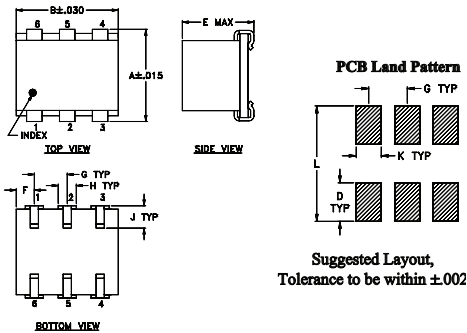 B±.030
6 5 4
A±.015
INDEX
1 2 3
TOP VIEW
E MAX
SIDE VIEW
PCB Land Pattern
G TYP
L
K TYP
D
TYP
Suggested Layout,
Tolerance to be within ±.002
G TYP
H TYP
F
1 2 3
J TYP
6 5 4
BOTTOM VIEW